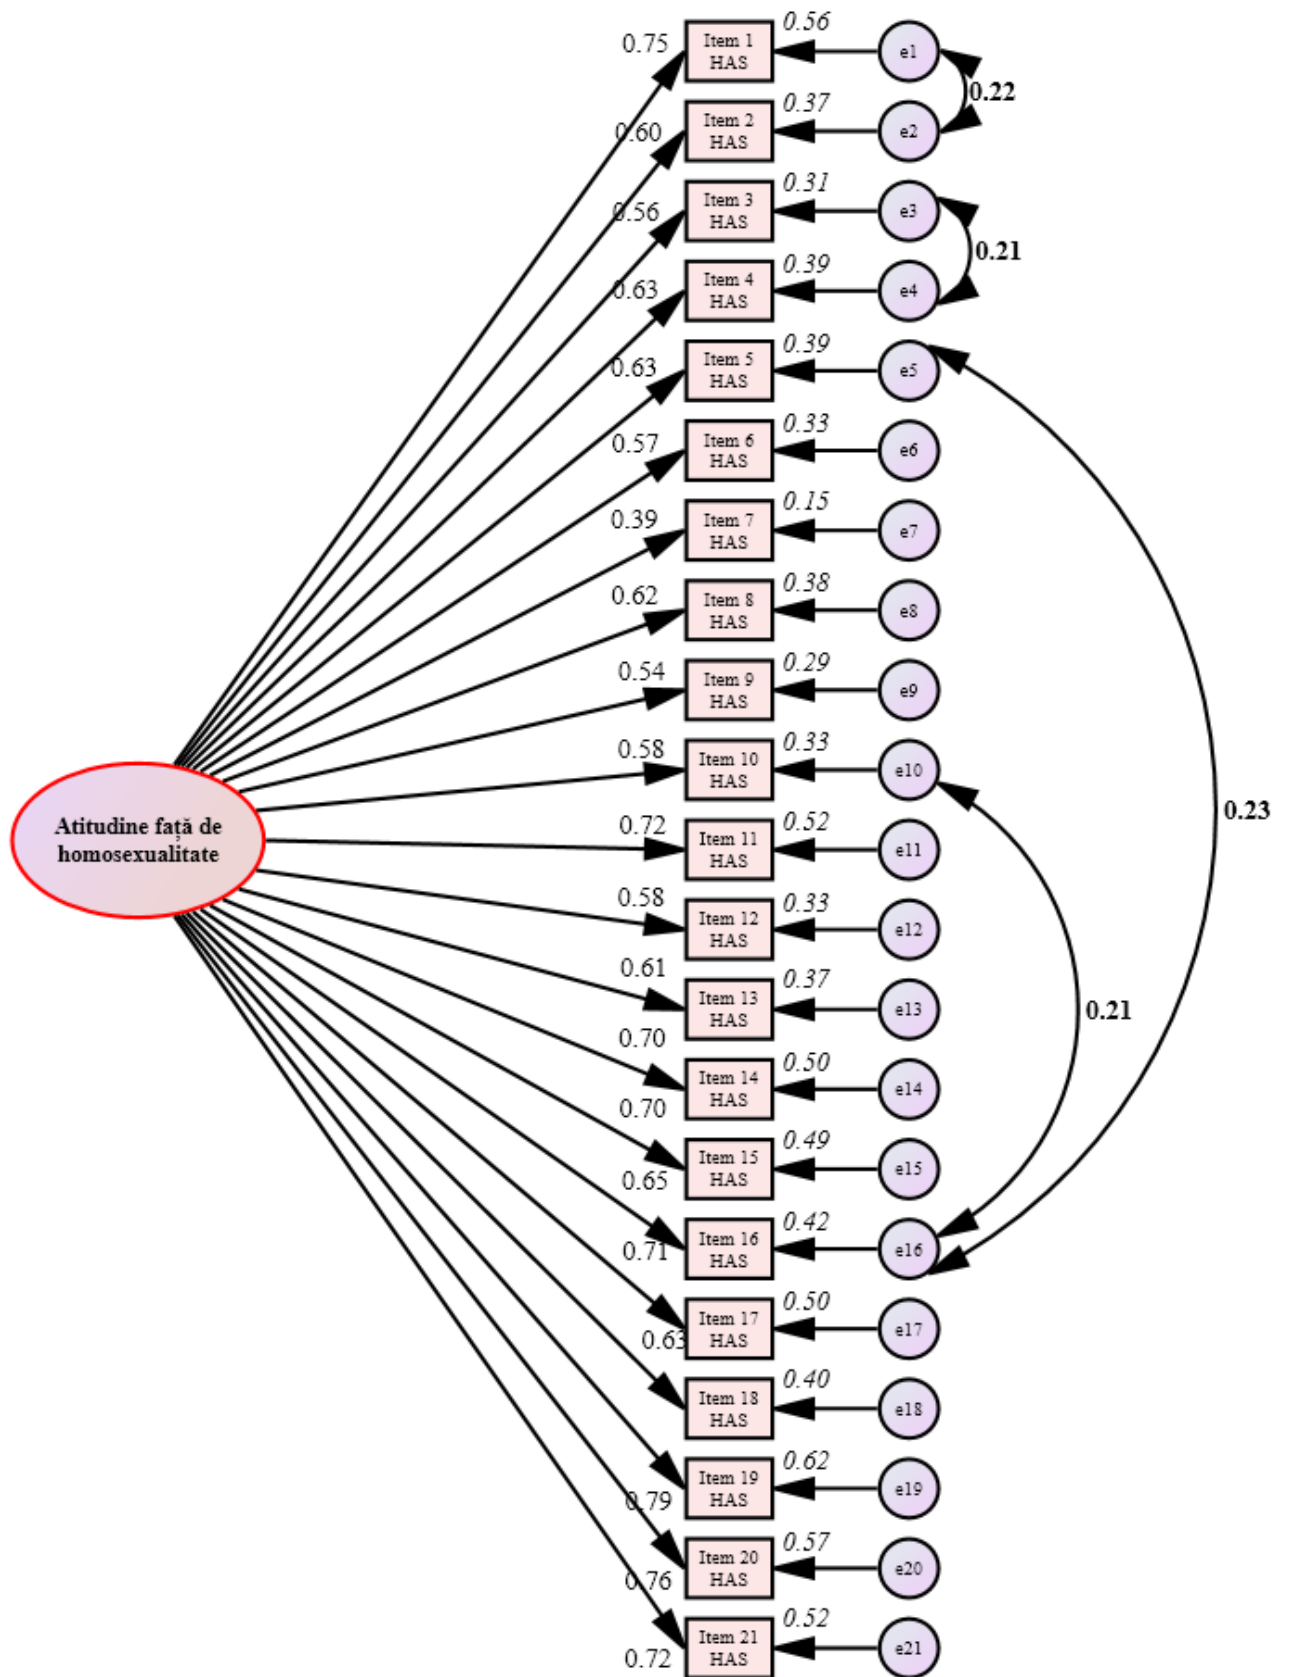 0.75
Item 1
HAS
0.56
e1
0.22
0.60
Item 2
HAS
0.37
e2
0.56
Item 3
HAS
0.31
e3
0.21
0.63
Item 4
HAS
0.39
e4
0.63
Item 5
HAS
0.39
e5
0.57
Item 6
HAS
0.33
e6
0.39
Item 7
HAS
0.15
e7
0.62
Item 8
HAS
0.38
e8
0.54
Item 9
HAS
0.29
e9
0.58
Item 10
HAS
0.33
e10
0.23
Atitudine față de
homosexualitate
0.72
Item 11
HAS
0.52
e11
0.58
Item 12
HAS
0.33
e12
0.61
Item 13
HAS
0.37
e13
0.21
0.70
Item 14
HAS
0.50
e14
0.70
Item 15
HAS
0.49
e15
0.65
Item 16
HAS
0.42
e16
0.71
Item 17
HAS
0.50
e17
0.63
Item 18
HAS
0.40
e18
0.79
Item 19
HAS
0.62
e19
0.76
Item 20
HAS
0.57
e20
0.72
Item 21
HAS
0.52
e21